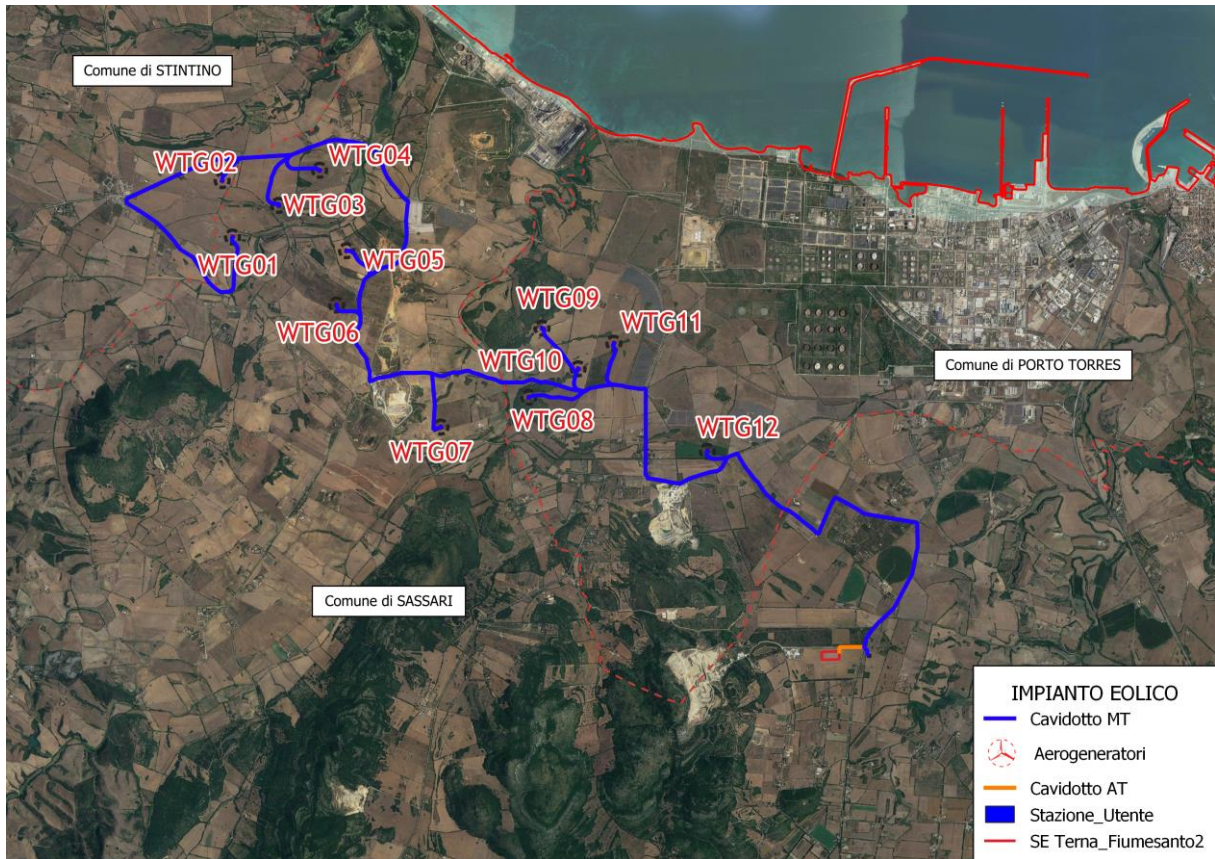 Comune di STINTINO
WTG02
WTG04
WTG03
WTG01
WTG05
WTG06
WTG09
WTG11
WTG10
Comune di PORTO TORRES
WTG08
WTG12
WTG07
Comune di SASSARI
IMPIANTO EOLICO
Cavidotto MT
Aerogeneratori
Cavidotto AT
Stazione_Utente
SE Terna_Fiumesanto2